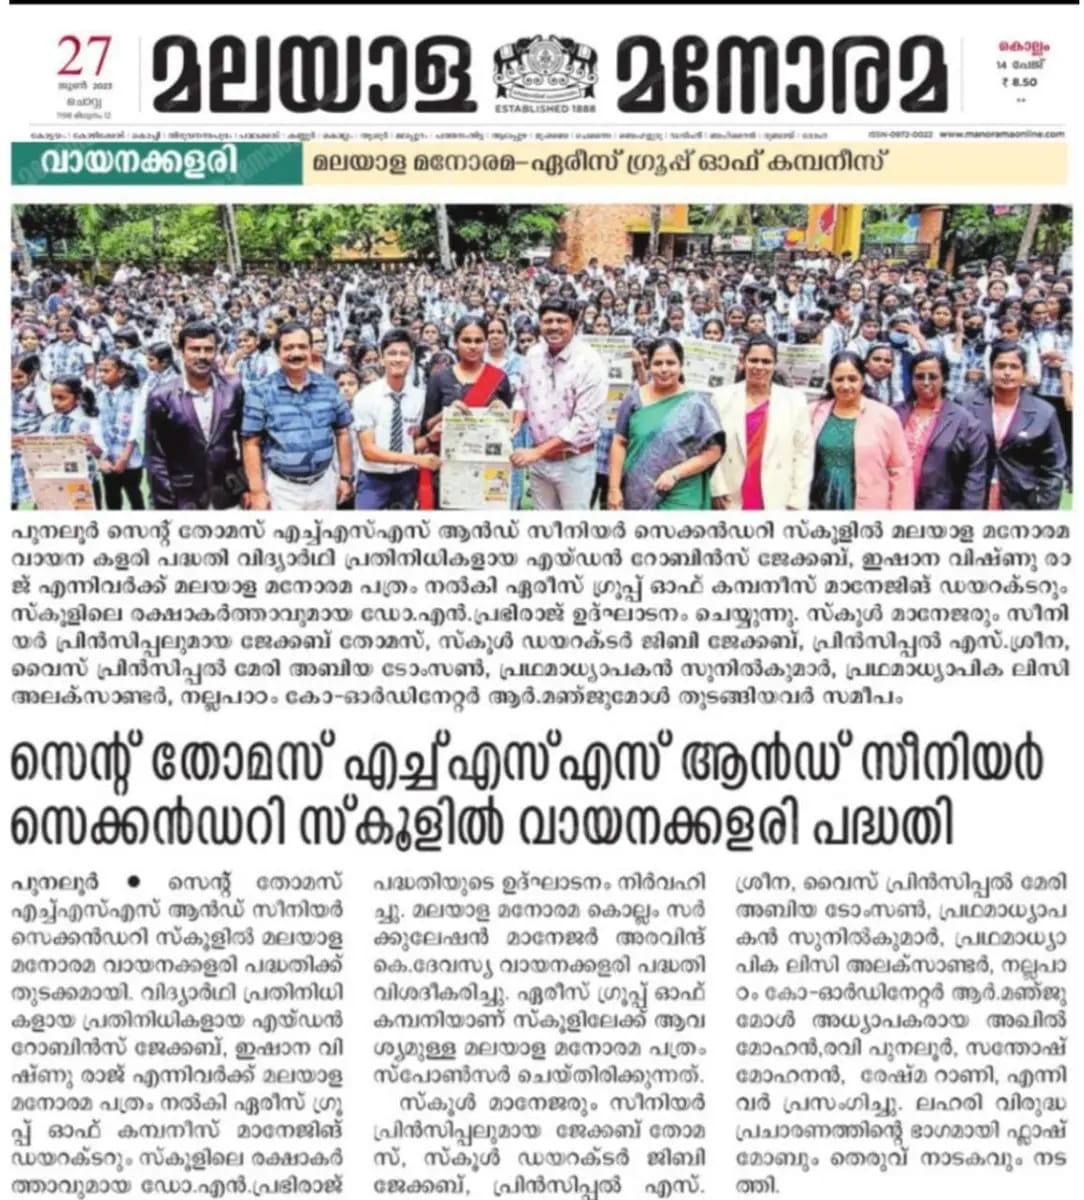 27
ജൂൺ 2023
ചൊവ്വ
മലയാള മനോരമ
ESTABLISHED 1888
കൊല്ലം
14 പേജ്
₹ 8.50
ISSN-0972-0022 www.manoramaonline.com
വായനക്കളരി
മലയാള മനോരമ-ഏരീസ് ഗ്രൂപ്പ് ഓഫ് കമ്പനീസ്
പുനലൂർ സെന്റ് തോമസ് എച്ച്എസ്എസ് ആൻഡ് സീനിയർ സെക്കൻഡറി സ്കൂളിൽ മലയാള മനോരമ
വായന കളരി പദ്ധതി വിദ്യാർഥി പ്രതിനിധികളായ എയ്ഡൻ റോബിൻസ് ജേക്കബ്, ഇഷാന വിഷ്ണു രാ
ജ് എന്നിവർക്ക് മലയാള മനോരമ പത്രം നൽകി ഏരീസ് ഗ്രൂപ്പ് ഓഫ് കമ്പനീസ് മാനേജിങ് ഡയറക്ടറും
സ്കൂളിലെ രക്ഷാകർത്താവുമായ ഡോ.എൻ.പ്രഭിരാജ് ഉദ്ഘാടനം ചെയ്യുന്നു. സ്കൂൾ മാനേജരും സീനി
യർ പ്രിൻസിപ്പലുമായ ജേക്കബ് തോമസ്, സ്കൂൾ ഡയറക്ടർ ജിബി ജേക്കബ്, പ്രിൻസിപ്പൽ എസ്.ശ്രീന,
വൈസ് പ്രിൻസിപ്പൽ മേരി അബിയ ടോംസൺ, പ്രഥമാധ്യാപകൻ സുനിൽകുമാർ, പ്രഥമാധ്യാപിക ലിസി
അലക്സാണ്ടർ, നല്ലപാഠം കോ-ഓർഡിനേറ്റർ ആർ.മഞ്ജുമോൾ തുടങ്ങിയവർ സമീപം
സെന്റ് തോമസ് എച്ച്എസ്എസ് ആൻഡ് സീനിയർ
സെക്കൻഡറി സ്കൂളിൽ വായനക്കളരി പദ്ധതി
പുനലൂർ ● സെന്റ് തോമസ്
എച്ച്എസ്എസ് ആൻഡ് സീനിയർ
സെക്കൻഡറി സ്കൂളിൽ മലയാള
മനോരമ വായനക്കളരി പദ്ധതിക്ക്
തുടക്കമായി. വിദ്യാർഥി പ്രതിനിധി
കളായ പ്രതിനിധികളായ എയ്ഡൻ
റോബിൻസ് ജേക്കബ്, ഇഷാന വി
ഷ്ണു രാജ് എന്നിവർക്ക് മലയാള
മനോരമ പത്രം നൽകി ഏരീസ് ഗ്രൂ
പ്പ് ഓഫ് കമ്പനീസ് മാനേജിങ്
ഡയറക്ടറും സ്കൂളിലെ രക്ഷാകർ
ത്താവുമായ ഡോ.എൻ.പ്രഭിരാജ്
പദ്ധതിയുടെ ഉദ്ഘാടനം നിർവഹി
ച്ചു. മലയാള മനോരമ കൊല്ലം സർ
ക്കുലേഷൻ മാനേജർ അരവിന്ദ്
കെ.ദേവസ്യ വായനക്കളരി പദ്ധതി
വിശദീകരിച്ചു. ഏരീസ് ഗ്രൂപ്പ് ഓഫ്
കമ്പനിയാണ് സ്കൂളിലേക്ക് ആവ
ശ്യമുള്ള മലയാള മനോരമ പത്രം
സ്പോൺസർ ചെയ്തിരിക്കുന്നത്.
സ്കൂൾ മാനേജരും സീനിയർ
പ്രിൻസിപ്പലുമായ ജേക്കബ് തോമ
സ്, സ്കൂൾ ഡയറക്ടർ ജിബി
ജേക്കബ്, പ്രിൻസിപ്പൽ എസ്.
ശ്രീന, വൈസ് പ്രിൻസിപ്പൽ മേരി
അബിയ ടോംസൺ, പ്രഥമാധ്യാപ
കൻ സുനിൽകുമാർ, പ്രഥമാധ്യാ
പിക ലിസി അലക്സാണ്ടർ, നല്ലപാ
ഠം കോ-ഓർഡിനേറ്റർ ആർ.മഞ്ജു
മോൾ അധ്യാപകരായ അഖിൽ
മോഹൻ,രവി പുനലൂർ, സന്തോഷ്
മോഹനൻ, രേഷ്മ റാണി, എന്നി
വർ പ്രസംഗിച്ചു. ലഹരി വിരുദ്ധ
പ്രചാരണത്തിന്റെ ഭാഗമായി ഫ്ലാഷ്
മോബും തെരുവ് നാടകവും നട
ത്തി.